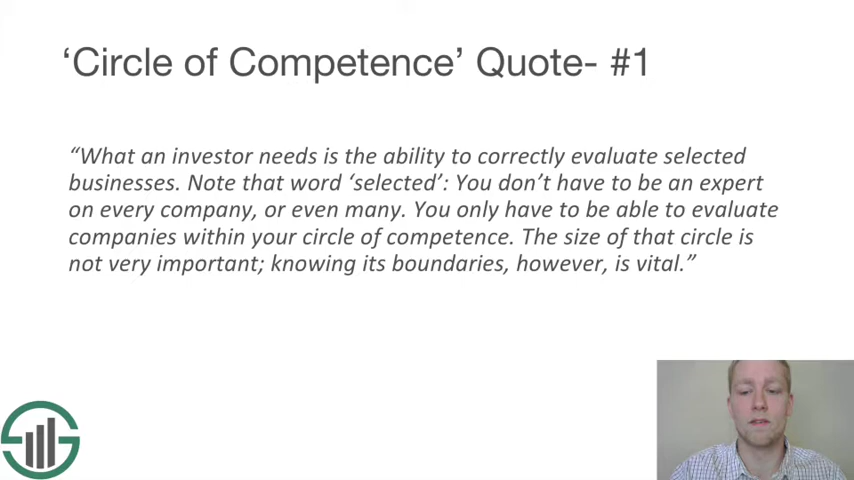 ‘Circle of Competence’ Quote- #1
“What an investor needs is the ability to correctly evaluate selected
businesses. Note that word ‘selected’: You don’t have to be an expert
on every company, or even many. You only have to be able to evaluate
companies within your circle of competence. The size of that circle is
not very important; knowing its boundaries, however, is vital.”